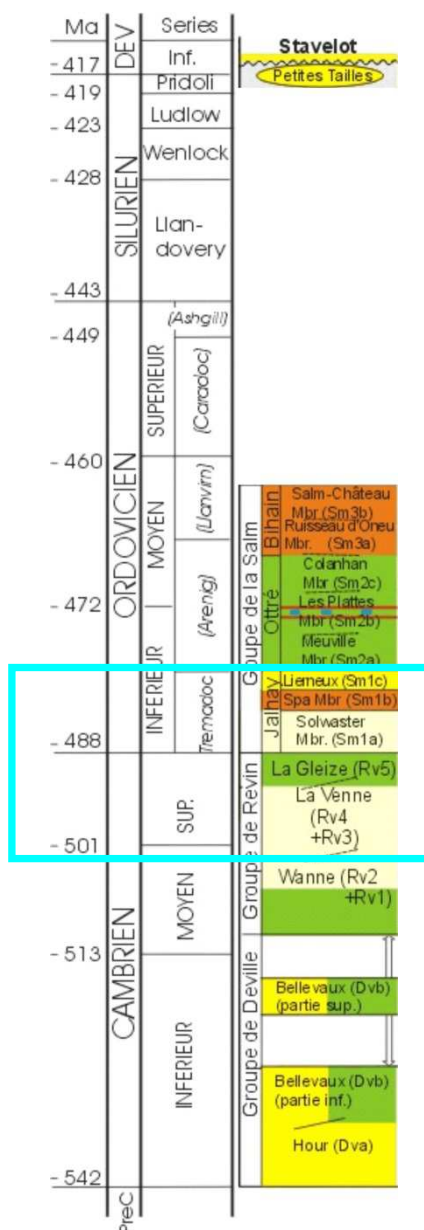 Ma
DEV
Series
Stavelot
- 417
Inf.
Petites Tailles
- 419
Pridoli
- 423
Ludlow
SILURIEN
Wenlock
- 428
Llan-
dovery
- 443
(Ashgill)
- 449
ORDOVICIEN
SUPERIEUR
(Caradoc)
- 460
MOYEN
(Llanvirn)
Groupe de la Salm
Bihain
Salm-Château
Mbr (Sm3b)
Ruisseau d'Oneu
Mbr. (Sm3a)
(Arenig)
Ottré
Colanhan
Mbr (Sm2c)
- 472
Les Plattes
Mbr (Sm2b)
INFERIEUR
Meuville
Mbr (Sm2a)
Tremadoc
Jalhay
Lierneux (Sm1c)
Spa Mbr (Sm1b)
Solwaster
Mbr. (Sm1a)
- 488
CAMBRIEN
SUP.
Groupe de Revin
La Gleize (Rv5)
La Venne
(Rv4
+Rv3)
- 501
MOYEN
Wanne (Rv2
+Rv1)
- 513
INFERIEUR
Groupe de Deville
Bellevaux (Dvb)
(partie sup.)
Bellevaux (Dvb)
(partie inf.)
Hour (Dva)
- 542
PreC